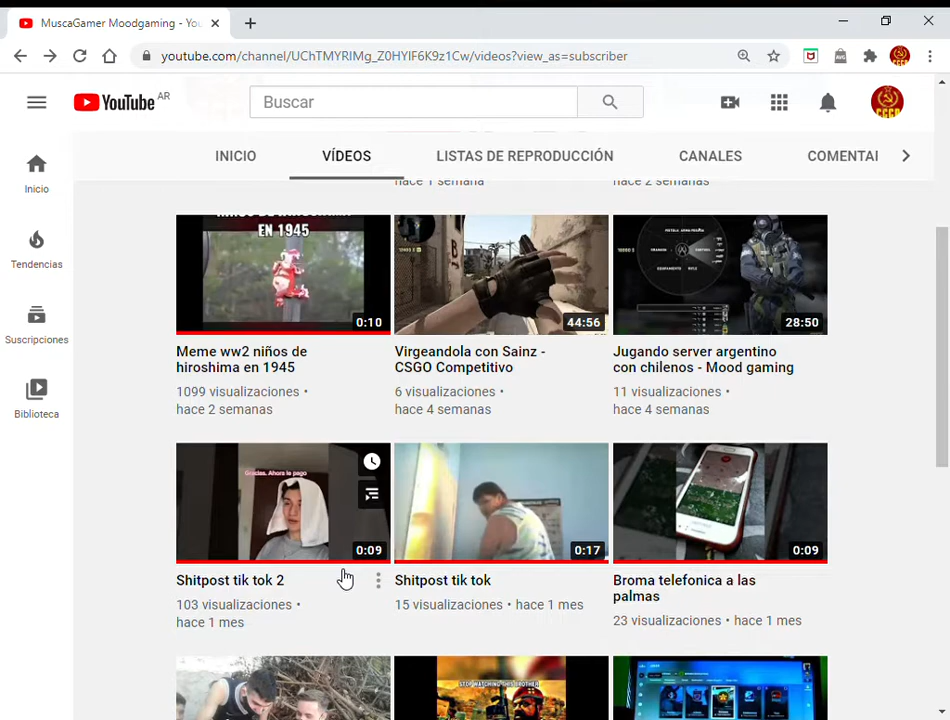 MuscaGamer Moodgaming - You
youtube.com/channel/UChTMYRIMg_Z0HYIF6K9z1Cw/videos?view_as=subscriber
YouTube AR
Buscar
INICIO VÍDEOS LISTAS DE REPRODUCCIÓN CANALES COMENTAI
Inicio
Tendencias
Suscripciones
Biblioteca
hace 1 semana
hace 2 semanas
EN 1945
0:10
44:56
28:50
Meme ww2 niños de
hiroshima en 1945
1099 visualizaciones •
hace 2 semanas
Virgeandola con Sainz -
CSGO Competitivo
6 visualizaciones •
hace 4 semanas
Jugando server argentino
con chilenos - Mood gaming
11 visualizaciones •
hace 4 semanas
Gracias. Ahora le pago
0:09
0:17
0:09
Shitpost tik tok 2
103 visualizaciones •
hace 1 mes
Shitpost tik tok
15 visualizaciones • hace 1 mes
Broma telefonica a las
palmas
23 visualizaciones • hace 1 mes
STOP WATCHING THIS BROTHER